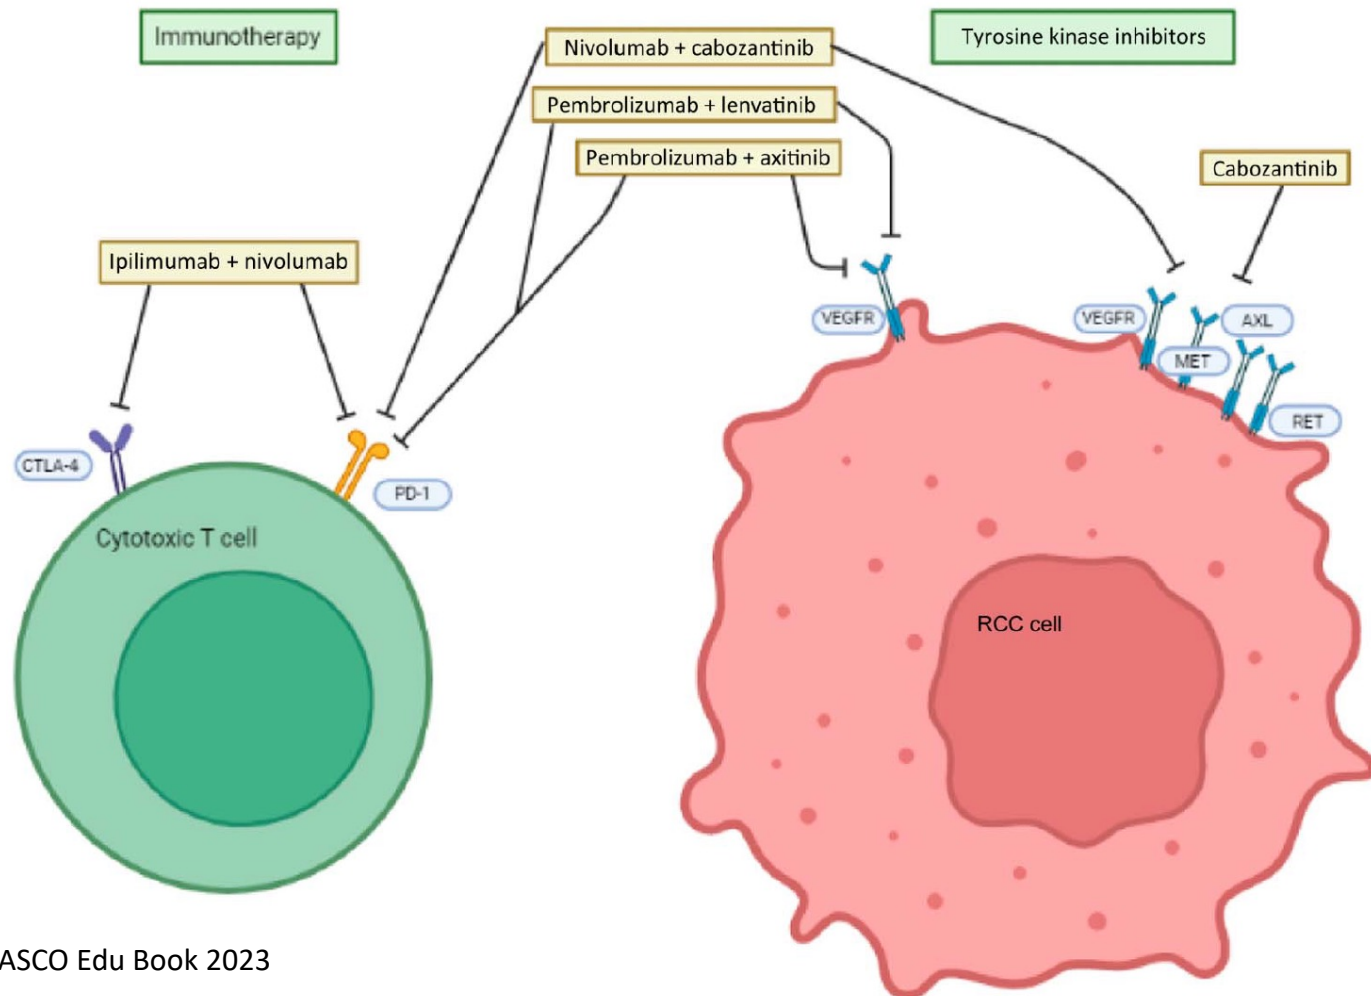 Immunotherapy
Nivolumab + cabozantinib
Tyrosine kinase inhibitors
Pembrolizumab + lenvatinib
Pembrolizumab + axitinib
Cabozantinib
Ipilimumab + nivolumab
VEGFR
VEGFR
AXL
MET
RET
CTLA-4
PD-1
Cytotoxic T cell
RCC cell
ASCO Edu Book 2023